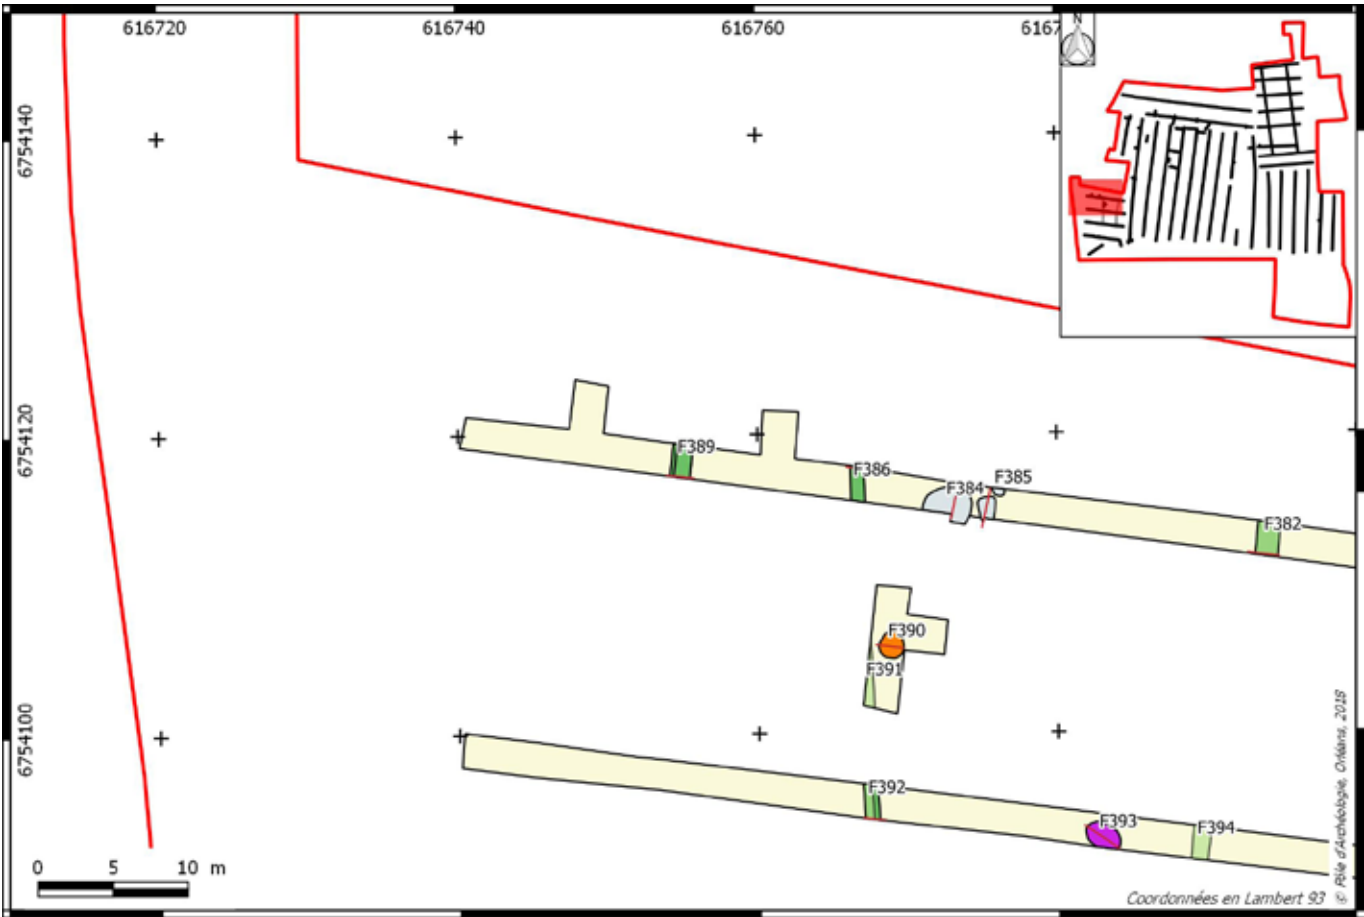 616720
616740
616760
6167
N
6754140
6754120
6754100
F389
F386
F384
F385
F382
F390
F391
F392
F393
F394
0 5 10 m
Coordonnées en Lambert 93
© Pôle d'Archéologie, Orléans, 2018